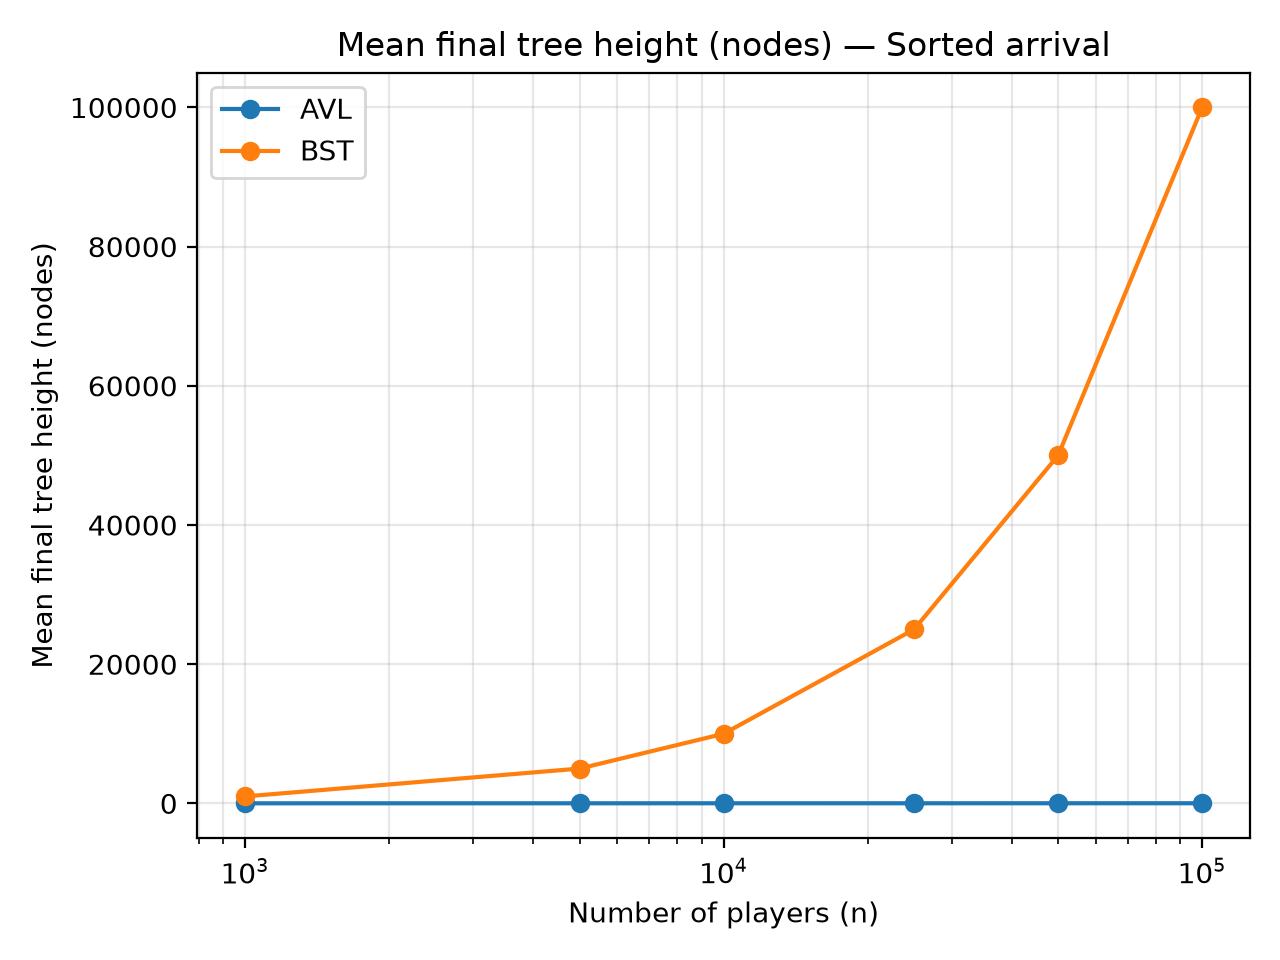 Mean final tree height (nodes) — Sorted arrival
AVL
BST
Mean final tree height (nodes)
100000
80000
60000
40000
20000
0
10³
10⁴
10⁵
Number of players (n)